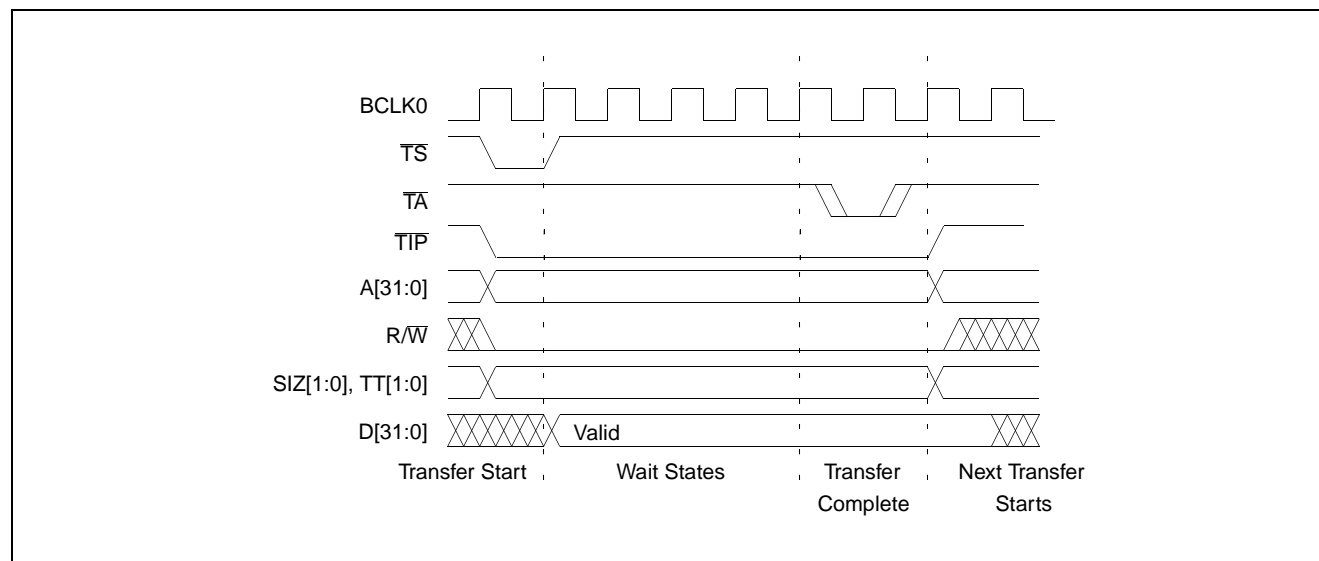 BCLK0
TS
TA
TIP
A[31:0]
R/W
SIZ[1:0], TT[1:0]
D[31:0]
Valid
Transfer Start
Wait States
Transfer
Complete
Next Transfer
Starts